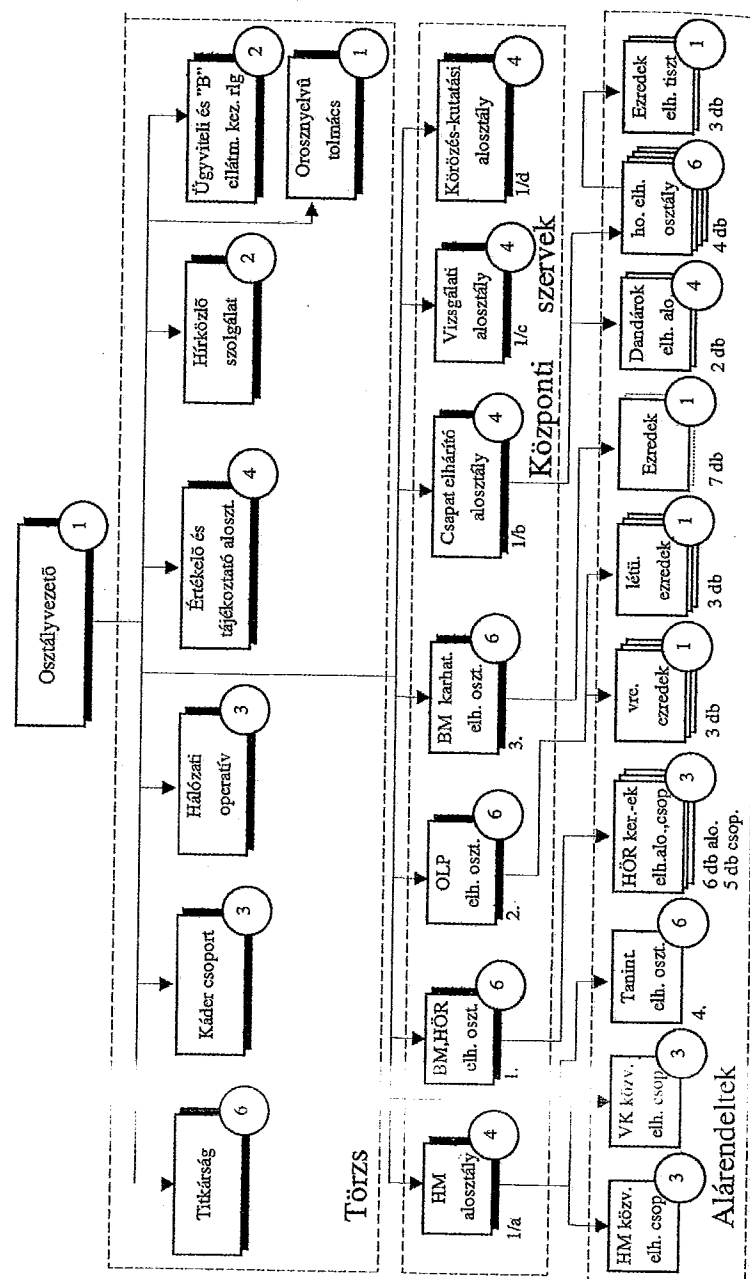 Osztályvezető
1
Titkárság
6
Káder csoport
3
Hálózati
operatív
3
Értékelő és
tájékoztató aloszt.
4
Hírközlő
szolgálat
2
Ügyviteli és "B"
ellátm. kez. rlg
2
Orosznyelvű
tolmács
1
Törzs
HM
alosztály
4
1/a
BM,HÖR
elh. oszt.
6
1.
OLP
elh. oszt.
6
2.
BM karhat.
elh. oszt.
6
3.
Csapat elhárító
alosztály
4
1/b
Vizsgálati
alosztály
4
1/c
Körözés-kutatási
alosztály
4
1/d
Központi szervek
HM közv.
elh. csop
3
VK közv.
elh. csop
3
Tanint.
elh. oszt.
6
4.
HÖR ker.-ek
elh.alo.,csop
3
6 db alo.
5 db csop.
vrc.
ezredek
1
3 db
létü.
ezredek
1
3 db
Ezredek
1
7 db
Dandárok
elh. alo.
4
2 db
ho. elh.
osztály
6
4 db
Ezredek
elh. tiszt
1
3 db
Alárendeltek